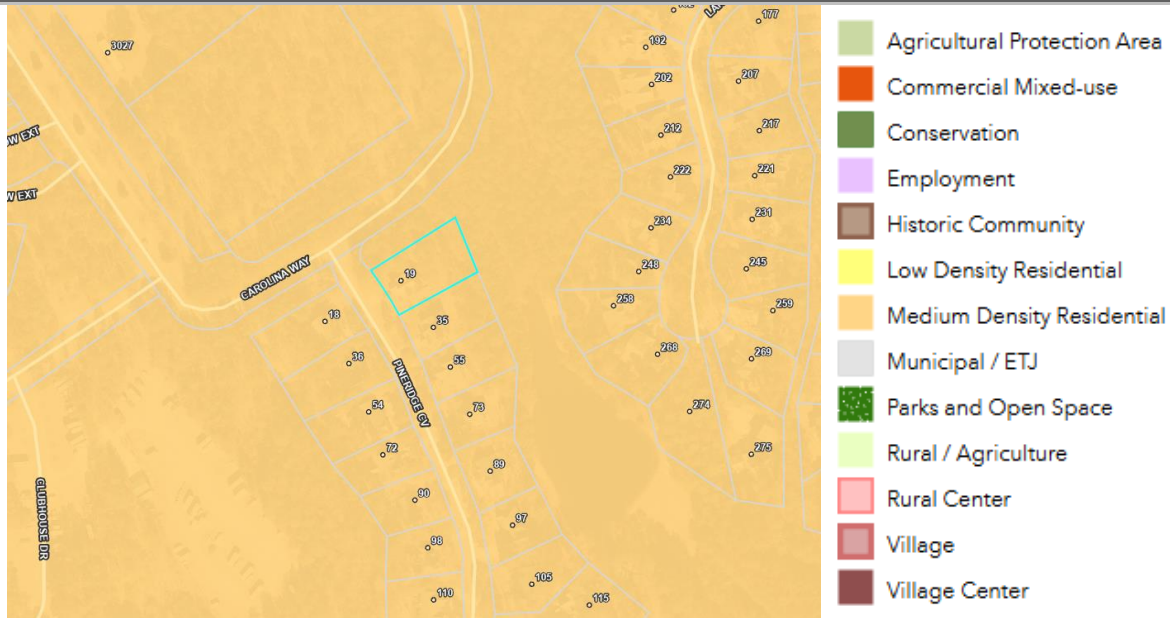 177
192
3027
202
207
212
217
W EXT
222
221
W EXT
234
231
248
245
CAROLINA WAY
19
258
259
18
35
268
269
36
55
PINERIDGE CV
54
73
274
72
275
89
90
CLUBHOUSE DR
97
98
105
110
115
Agricultural Protection Area
Commercial Mixed-use
Conservation
Employment
Historic Community
Low Density Residential
Medium Density Residential
Municipal / ETJ
Parks and Open Space
Rural / Agriculture
Rural Center
Village
Village Center